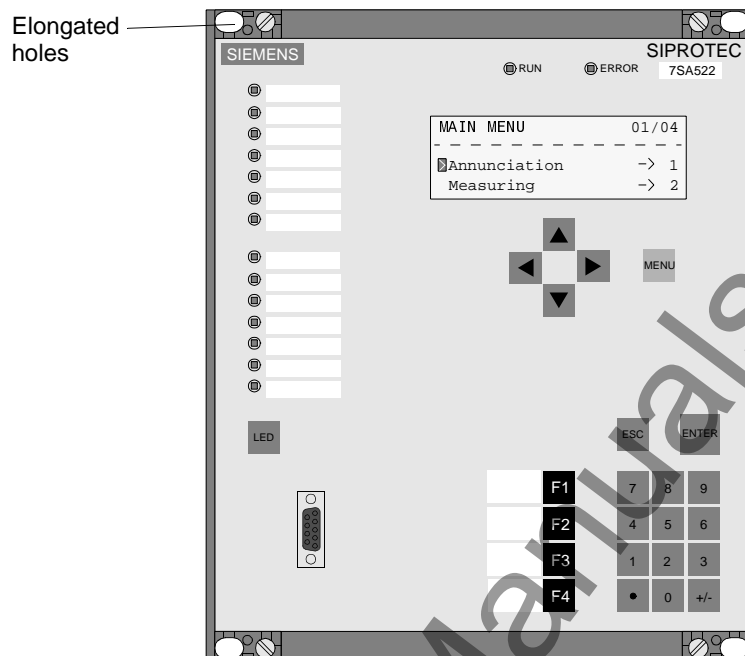 Elongated
holes
SIEMENS
SIPROTEC
RUN
ERROR
7SA522
MAIN MENU 01/04
Annunciation -> 1
Measuring -> 2
MENU
LED
ESC
ENTER
F1
7 8 9
F2
4 5 6
F3
1 2 3
F4
• 0 +/-
Manuals